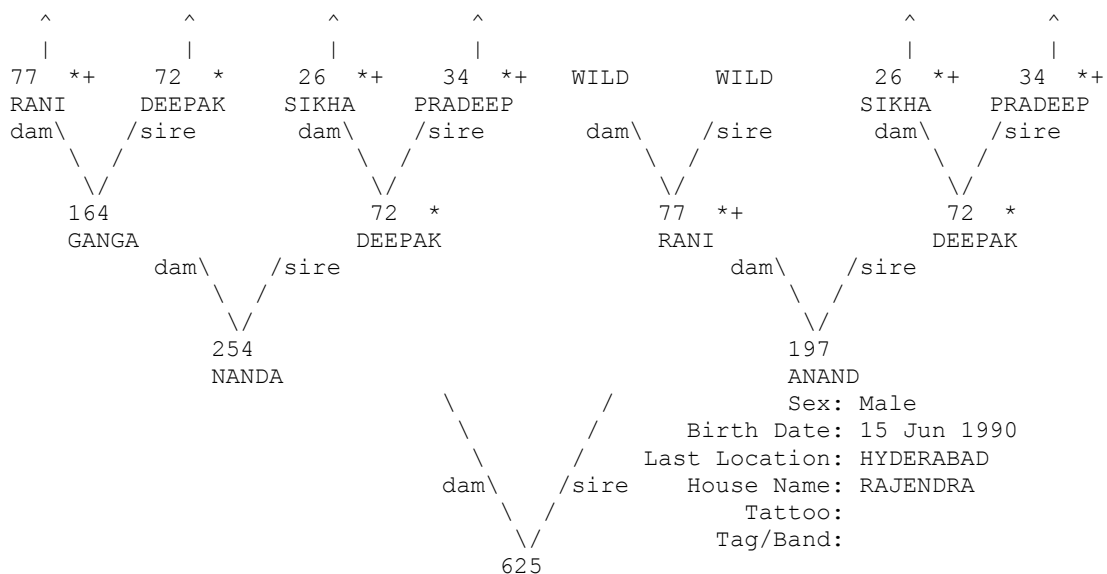 ^ ^ ^ ^ ^ ^
| | | | | |
77 *+ 72 * 26 *+ 34 *+ WILD WILD 26 *+ 34 *+
RANI DEEPAK SIKHA PRADEEP SIKHA PRADEEP
dam\ /sire dam\ /sire dam\ /sire dam\ /sire
\ / \ / \ / \ /
\/ \/ \/ \/
164 72 * 77 *+ 72 *
GANGA DEEPAK RANI DEEPAK
dam\ /sire dam\ /sire
\ / \ /
\/ \/
254 197
NANDA ANAND
\ / Sex: Male
\ / Birth Date: 15 Jun 1990
\ / Last Location: HYDERABAD
dam\ /sire House Name: RAJENDRA
\ / Tattoo:
\/ Tag/Band:
625